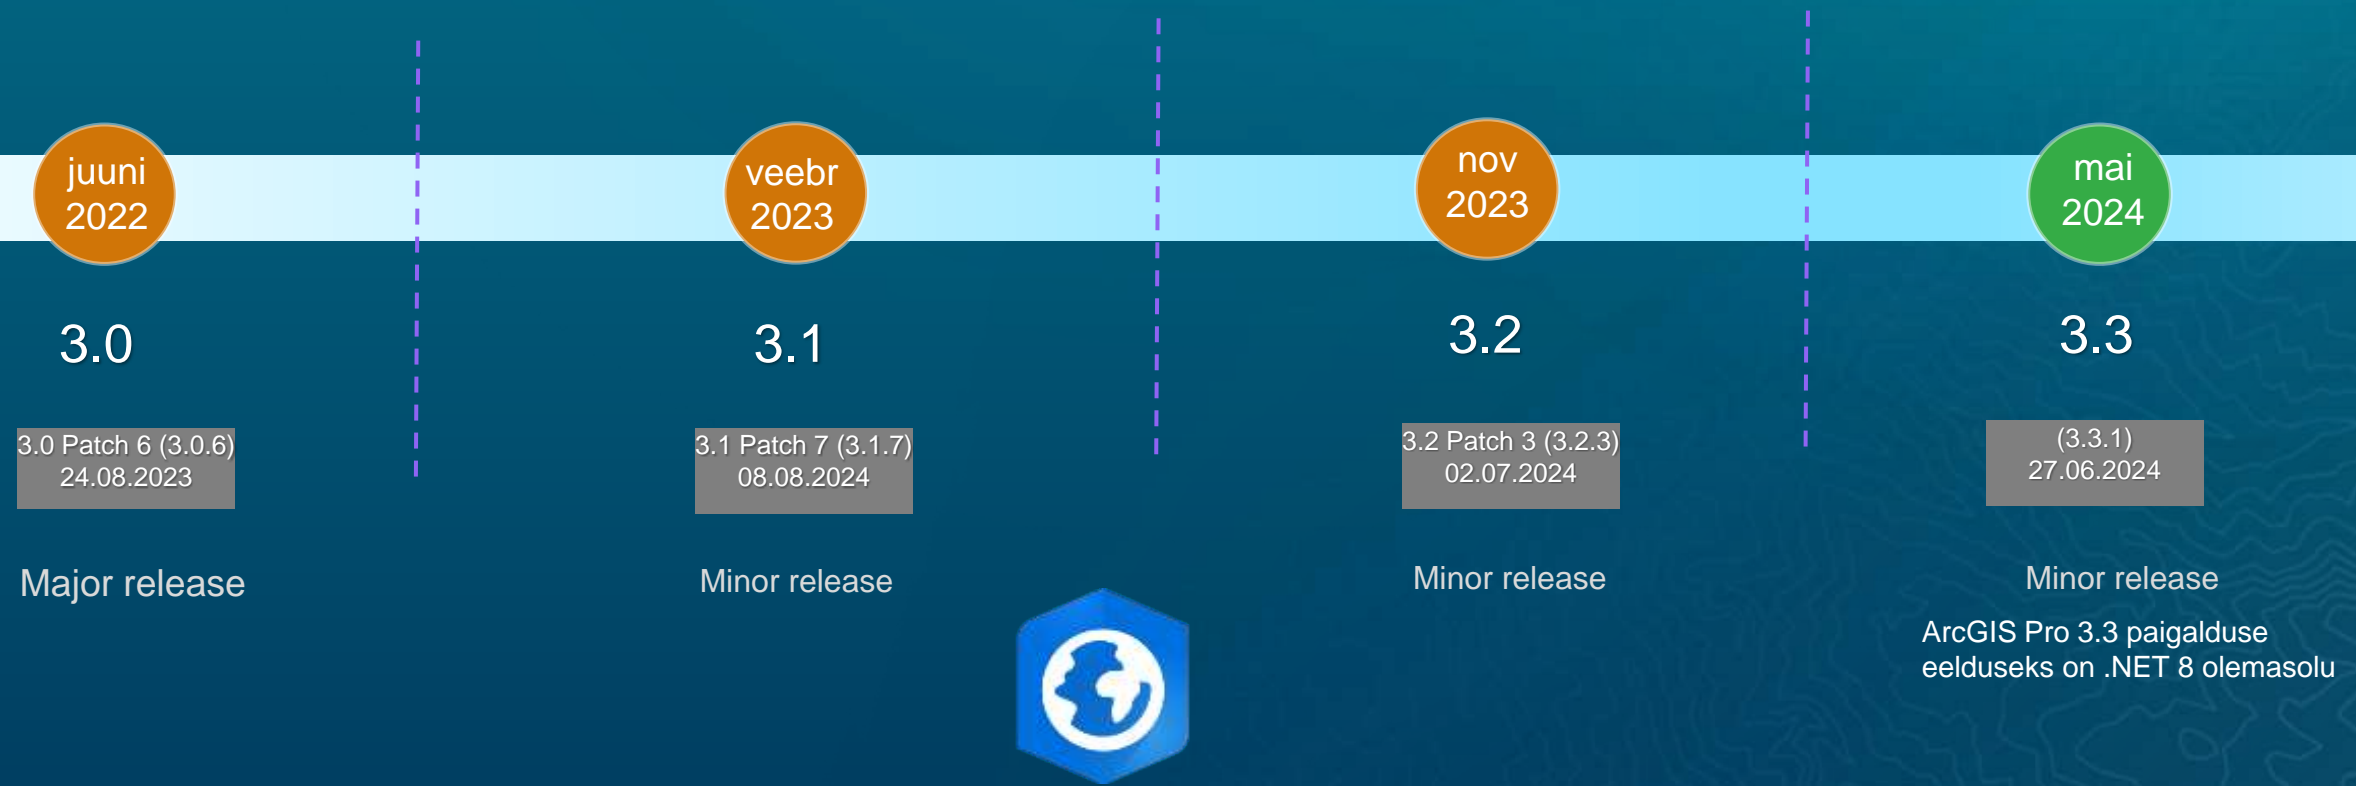 juuni
2022
veebr
2023
nov
2023
mai
2024
3.0
3.1
3.2
3.3
3.0 Patch 6 (3.0.6)
24.08.2023
3.1 Patch 7 (3.1.7)
08.08.2024
3.2 Patch 3 (3.2.3)
02.07.2024
(3.3.1)
27.06.2024
Major release
Minor release
Minor release
Minor release
ArcGIS Pro 3.3 paigalduse
eelduseks on .NET 8 olemasolu